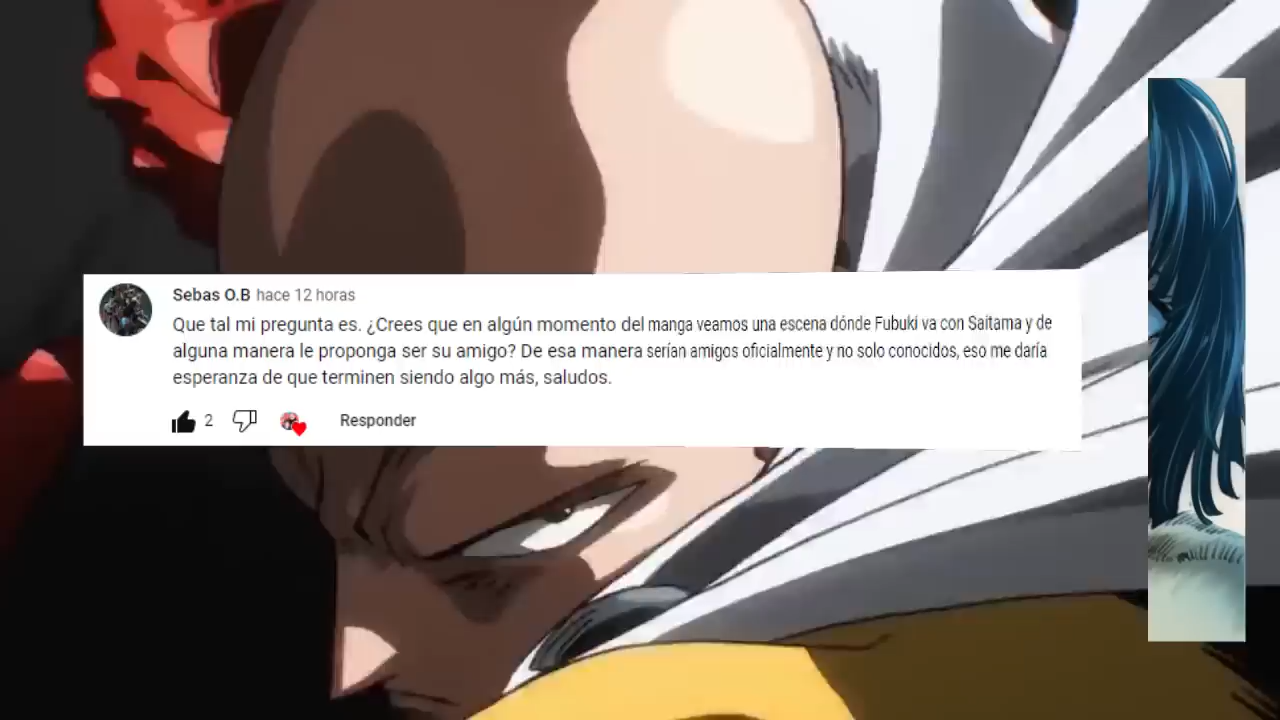 Sebas O.B hace 12 horas
Que tal mi pregunta es. ¿Crees que en algún momento del manga veamos una escena dónde Fubuki va con Saitama y de
alguna manera le proponga ser su amigo? De esa manera serían amigos oficialmente y no solo conocidos, eso me daría
esperanza de que terminen siendo algo más, saludos.
2 Responder